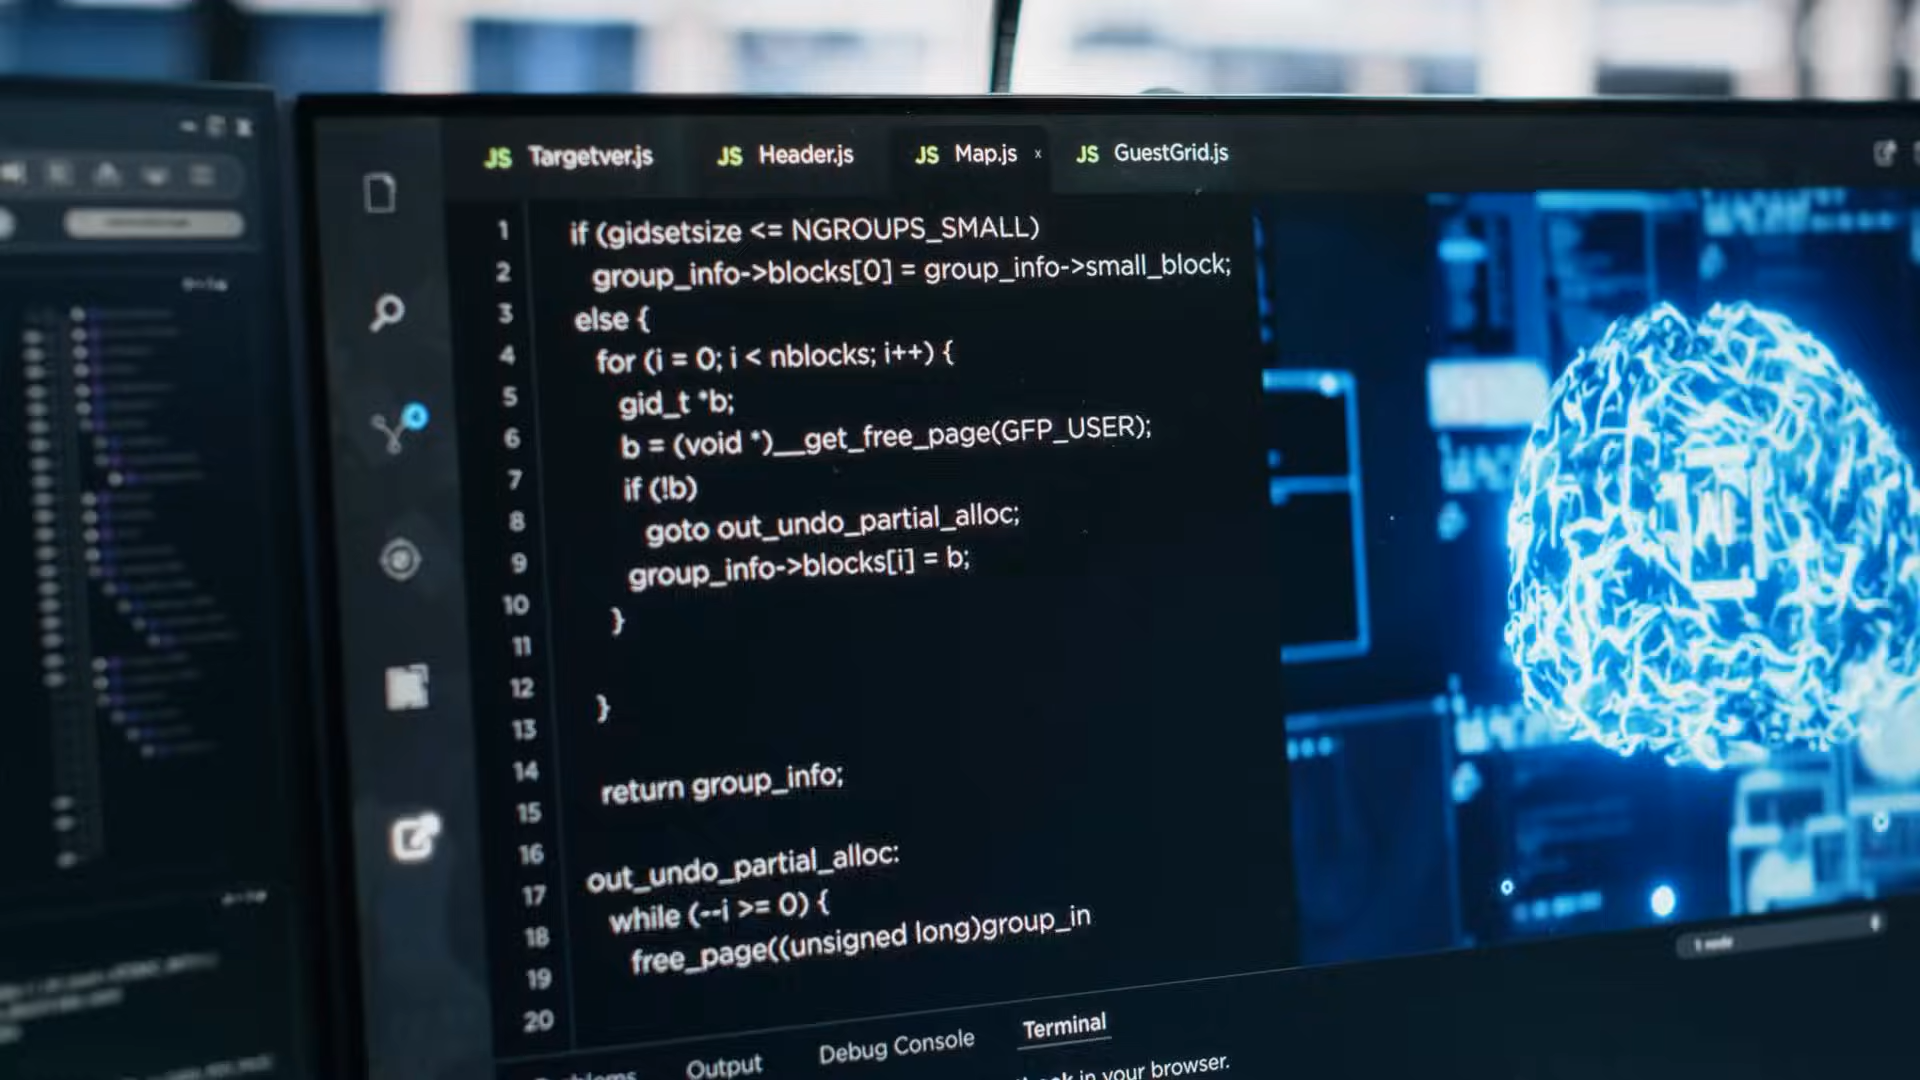 JS Targetver.js JS Header.js JS Map.js x JS GuestGrid.js
1 if (gidsetsize <= NGROUPS_SMALL)
2 group_info->blocks[0] = group_info->small_block;
3 else {
4 for (i = 0; i < nblocks; i++) {
5 gid_t *b;
6 b = (void *)__get_free_page(GFP_USER);
7 if (!b)
8 goto out_undo_partial_alloc;
9 group_info->blocks[i] = b;
10 }
11
12 }
13
14 return group_info;
15
16 out_undo_partial_alloc:
17 while (--i >= 0) {
18 free_page((unsigned long)group_in
19
20
Output Debug Console Terminal
in your browser.